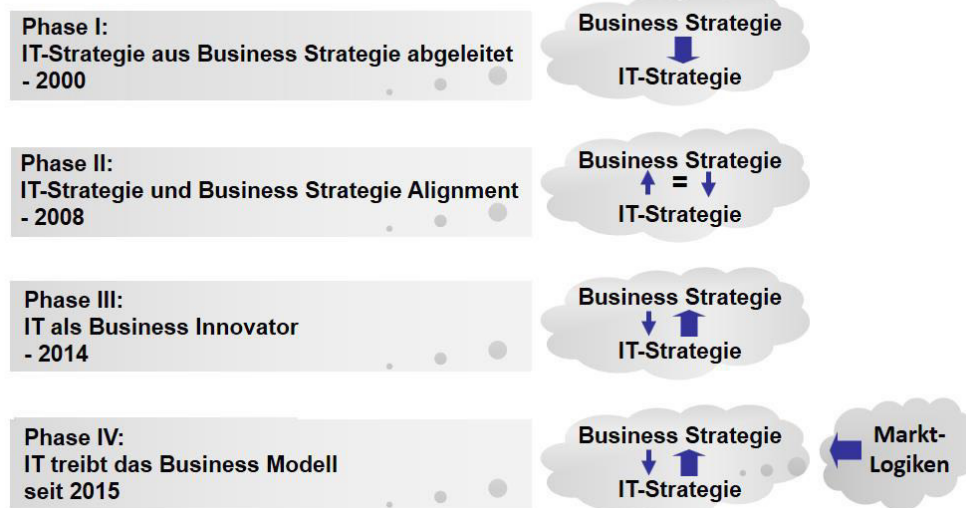 Phase I:
IT-Strategie aus Business Strategie abgeleitet
- 2000
Business Strategie
IT-Strategie
Phase II:
IT-Strategie und Business Strategie Alignment
- 2008
Business Strategie
=
IT-Strategie
Phase III:
IT als Business Innovator
- 2014
Business Strategie
IT-Strategie
Phase IV:
IT treibt das Business Modell
seit 2015
Business Strategie
IT-Strategie
Markt-
Logiken